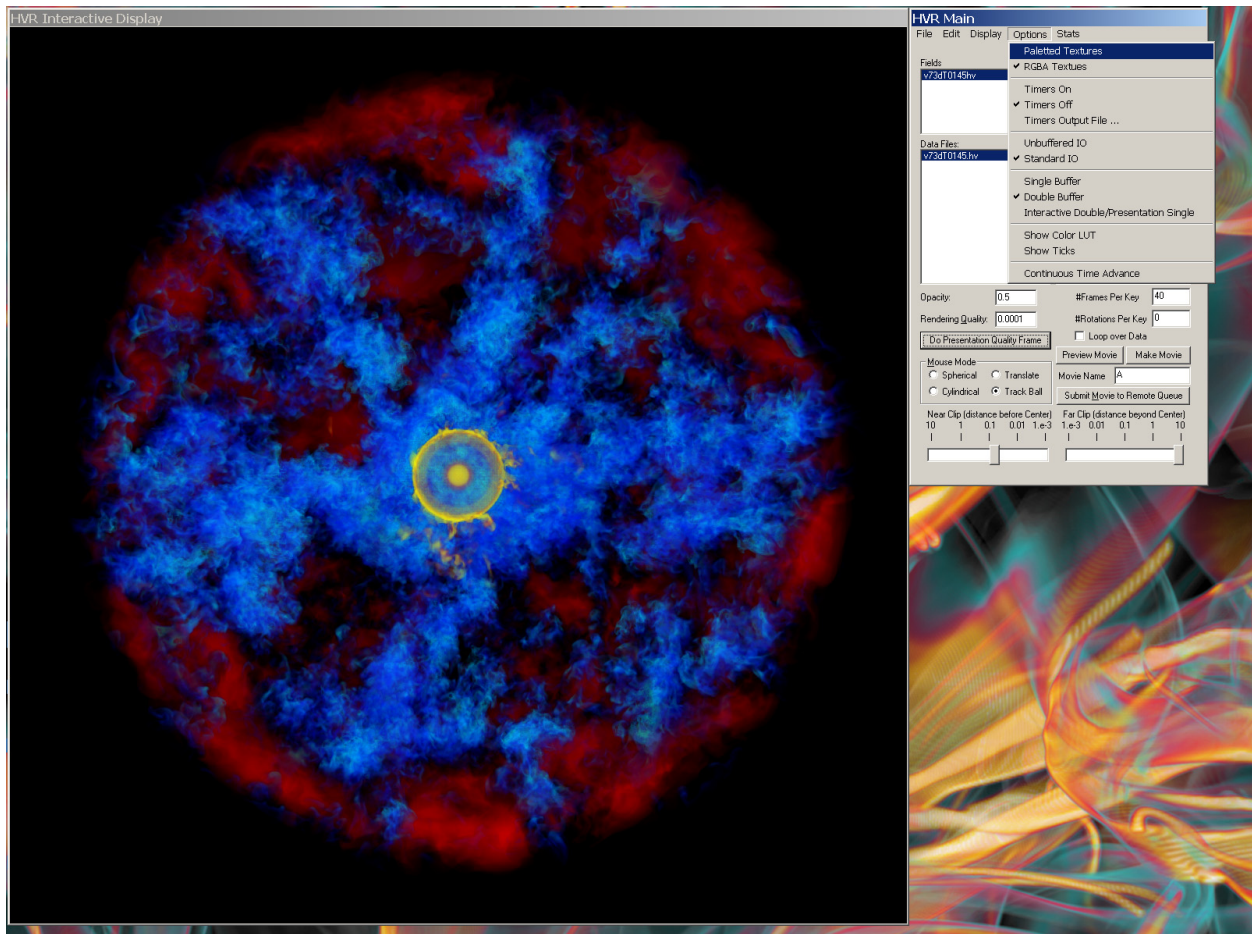 HVR Interactive Display
HVR Main
File Edit Display Options Stats
Paletted Textures
✔ RGBA Textues
Timers On
✔ Timers Off
Timers Output File ...
Unbuffered IO
✔ Standard IO
Single Buffer
✔ Double Buffer
Interactive Double/Presentation Single
Show Color LUT
Show Ticks
Continuous Time Advance
Fields
v73dT0145hv
Data Files:
v73dT0145.hv
Opacity: 0.5 #Frames Per Key 40
Rendering Quality: 0.0001 #Rotations Per Key 0
Do Presentation Quality Frame Loop over Data
Mouse Mode Preview Movie Make Movie
Spherical Translate Movie Name A
Cylindrical Track Ball Submit Movie to Remote Queue
Near Clip (distance before Center) Far Clip (distance beyond Center)
10 1 0.1 0.01 1.e-3 1.e-3 0.01 0.1 1 10